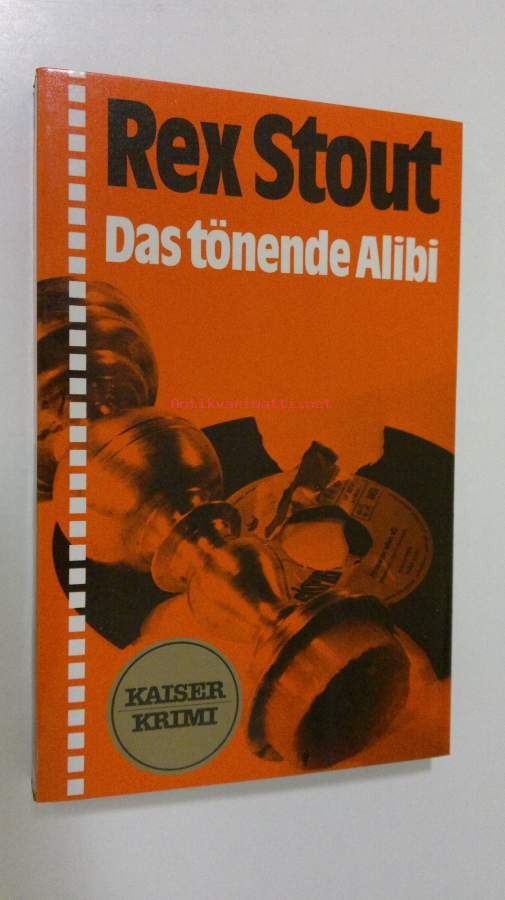 Rex Stout
Das tönende Alibi
Antikvariaatti.net
KAISER
KRIMI